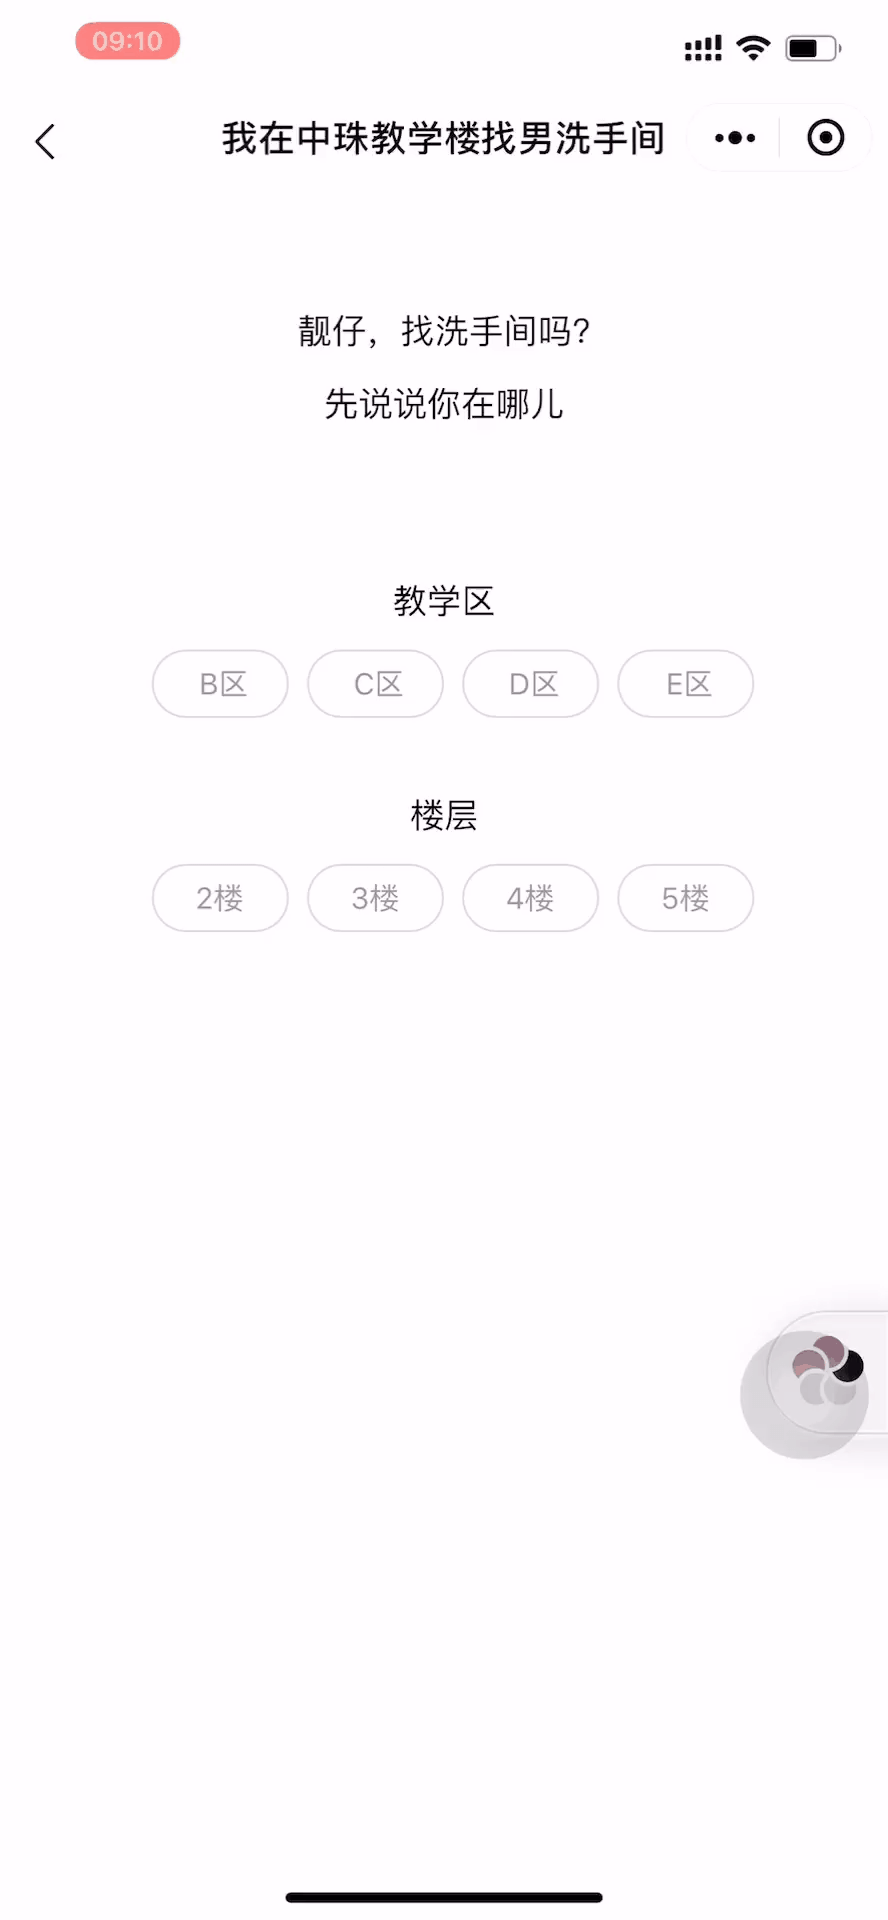 09:10
我在中珠教学楼找男洗手间
靓仔，找洗手间吗？
先说说你在哪儿
教学区
B区 C区 D区 E区
楼层
2楼 3楼 4楼 5楼